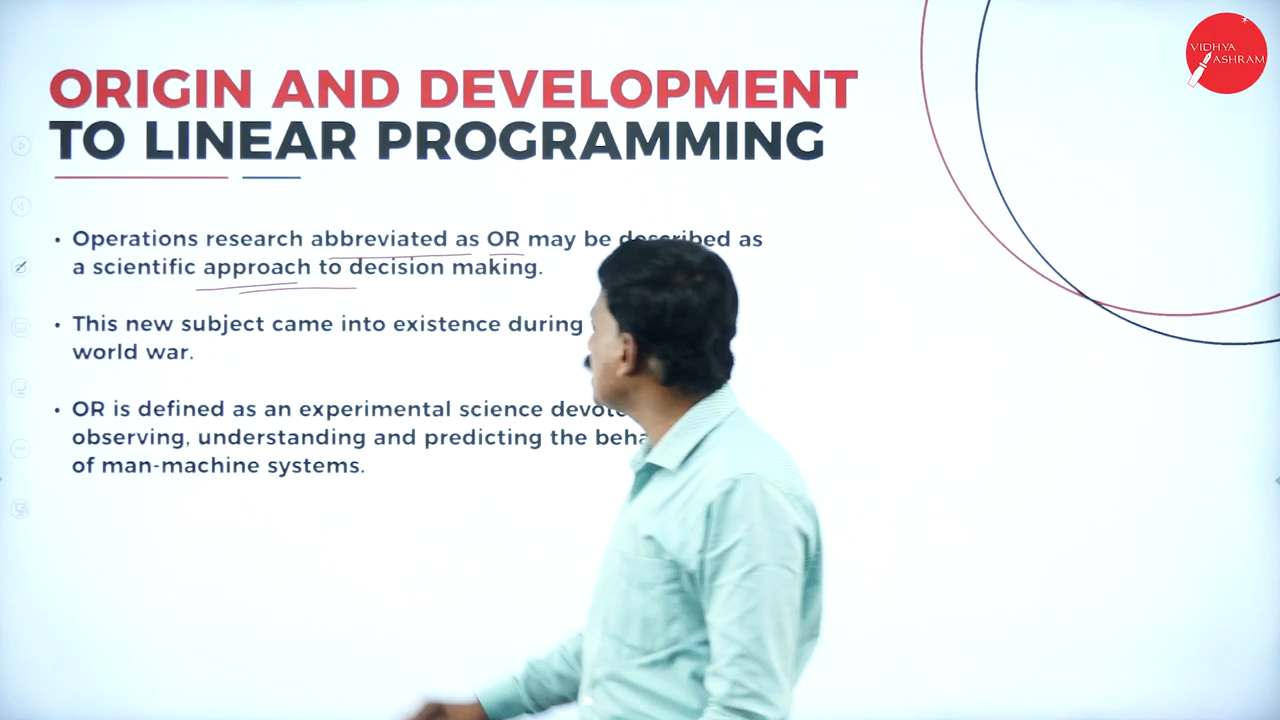 VIDHYA
ASHRAM
ORIGIN AND DEVELOPMENT
TO LINEAR PROGRAMMING
• Operations research abbreviated as OR may be described as
a scientific approach to decision making.
• This new subject came into existence during
world war.
• OR is defined as an experimental science
observing, understanding and predicting the
of man-machine systems.